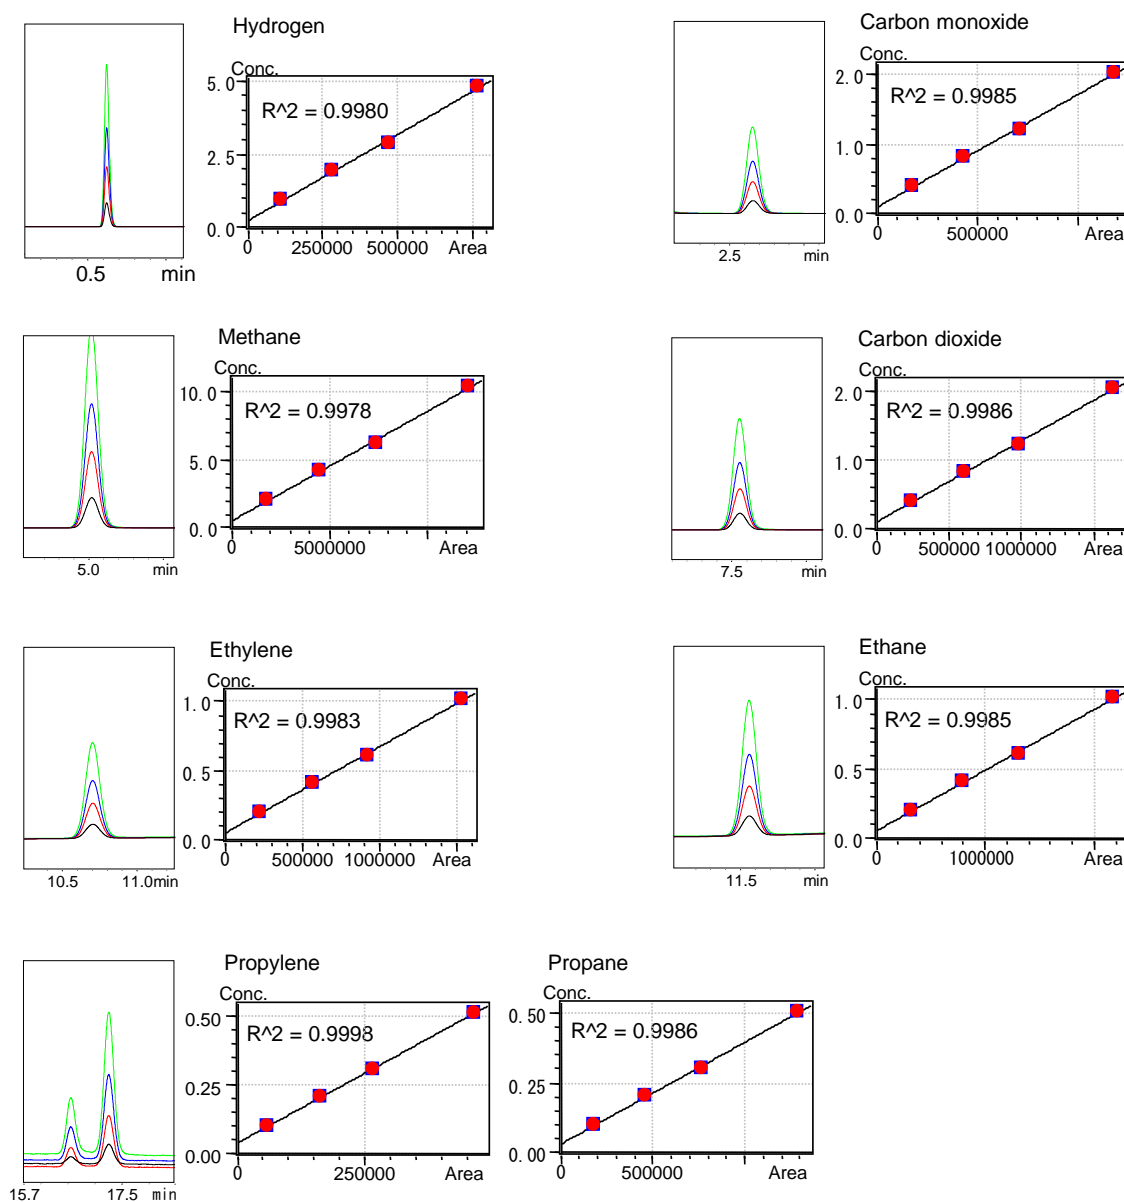 Hydrogen
Conc.
5.0
R^2 = 0.9980
2.5
0.0
0 250000 500000 Area
0.5 min
Carbon monoxide
Conc.
2.0
R^2 = 0.9985
1.0
0.0
0 500000 Area
2.5 min
Methane
Conc.
10.0
R^2 = 0.9978
5.0
0.0
0 5000000 Area
5.0 min
Carbon dioxide
Conc.
2.0
R^2 = 0.9986
1.0
0.0
0 500000 1000000 Area
7.5 min
Ethylene
Conc.
1.0
R^2 = 0.9983
0.5
0.0
0 500000 1000000 Area
10.5 11.0min
Ethane
Conc.
1.0
R^2 = 0.9985
0.5
0.0
0 1000000 Area
11.5 min
Propylene
Conc.
0.50
R^2 = 0.9998
0.25
0.00
0 250000 Area
15.7 17.5 min
Propane
Conc.
0.50
R^2 = 0.9986
0.25
0.00
0 500000 Area